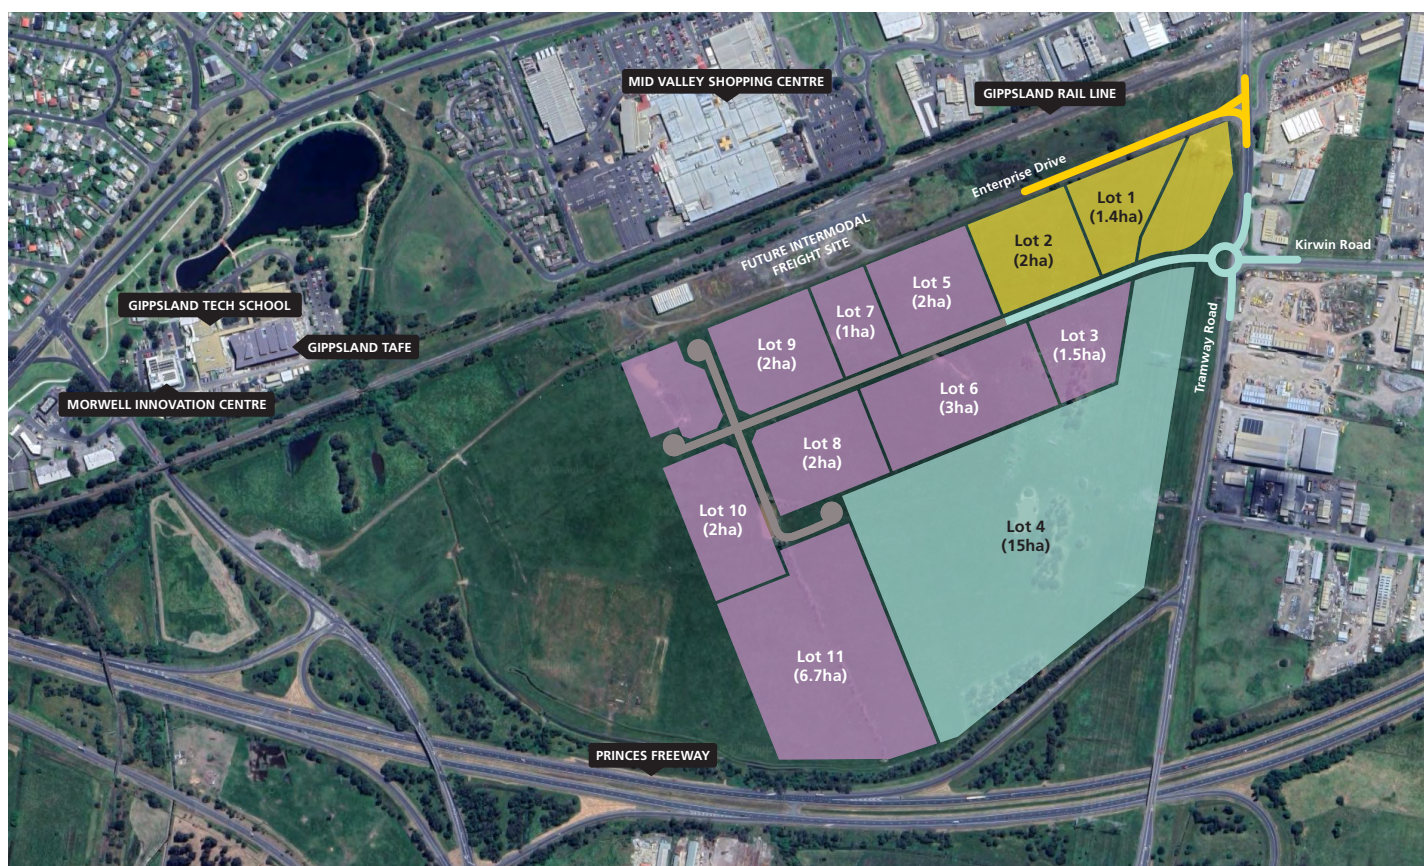 MID VALLEY SHOPPING CENTRE
GIPPSLAND RAIL LINE
Enterprise Drive
Lot 1
(1.4ha)
Lot 2
(2ha)
Kirwin Road
FUTURE INTERMODAL
FREIGHT SITE
GIPPSLAND TECH SCHOOL
Lot 5
(2ha)
Lot 7
(1ha)
Lot 3
(1.5ha)
GIPPSLAND TAFE
Lot 9
(2ha)
Tramway Road
MORWELL INNOVATION CENTRE
Lot 6
(3ha)
Lot 8
(2ha)
Lot 10
(2ha)
Lot 4
(15ha)
Lot 11
(6.7ha)
PRINCES FREEWAY